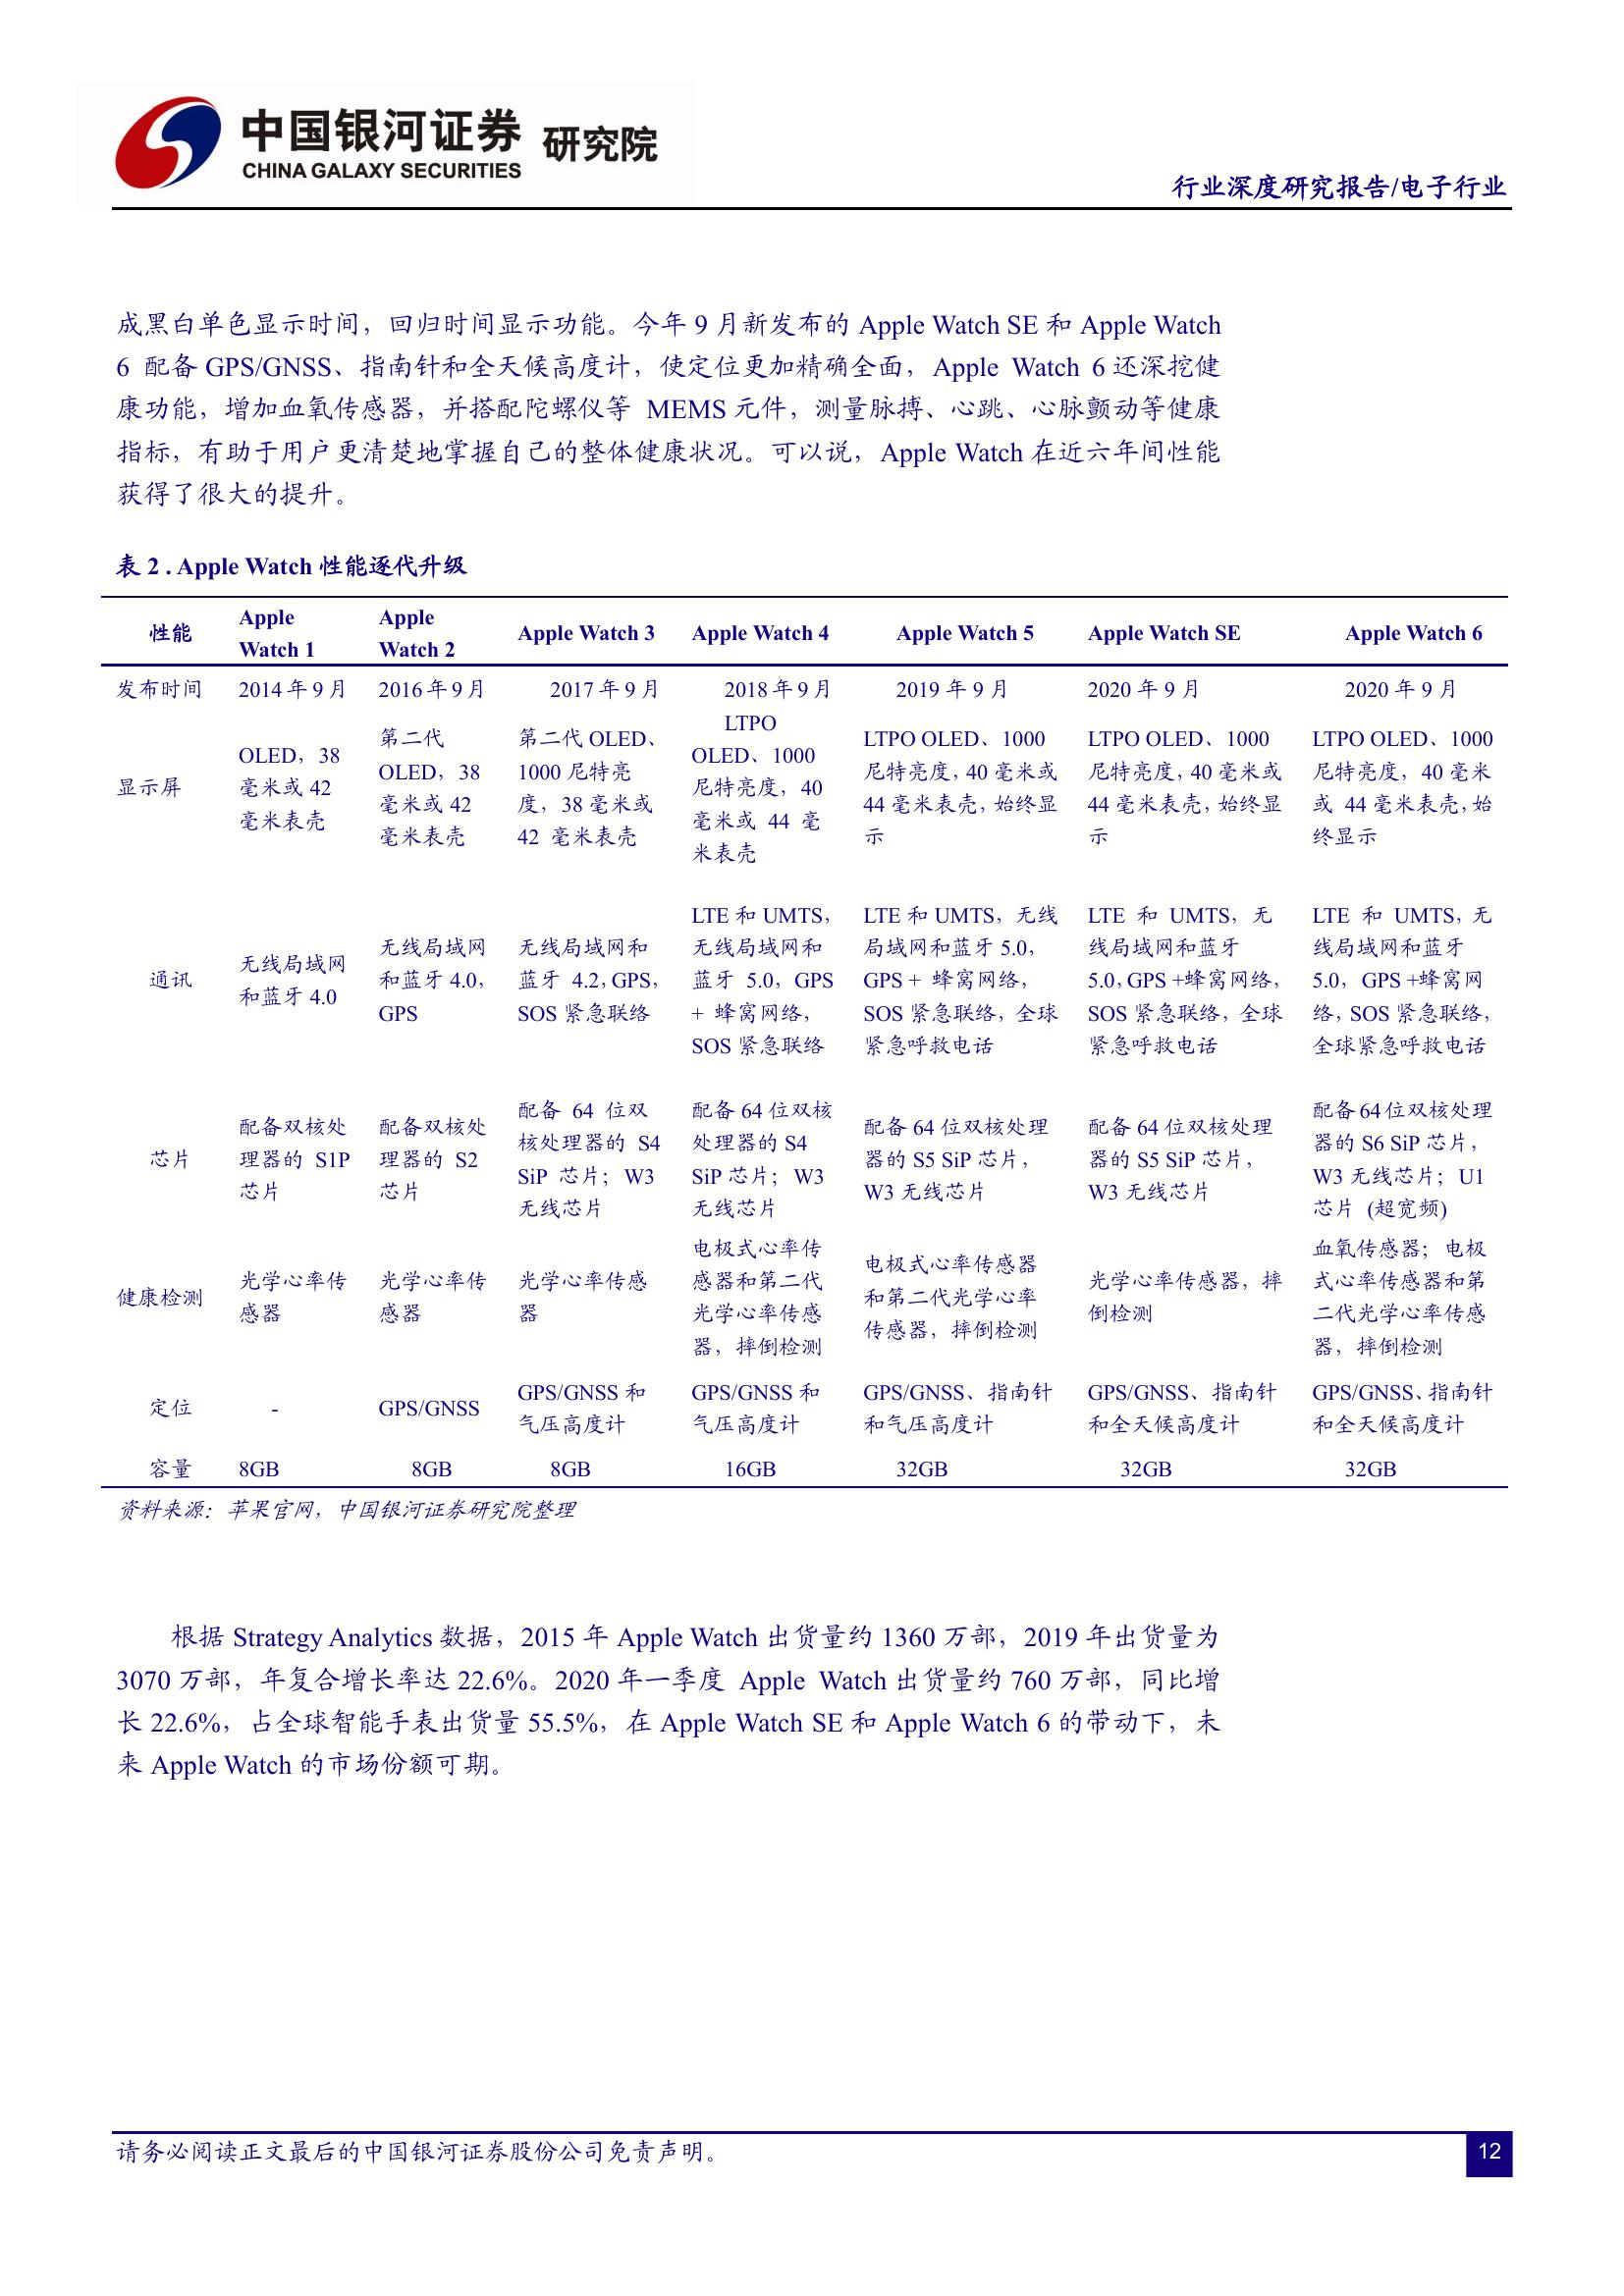 中国银河证券 研究院
CHINA GALAXY SECURITIES
行业深度研究报告/电子行业
成黑白单色显示时间，回归时间显示功能。今年 9 月新发布的 Apple Watch SE 和 Apple Watch
6 配备 GPS/GNSS、指南针和全天候高度计，使定位更加精确全面，Apple Watch 6 还深挖健
康功能，增加血氧传感器，并搭配陀螺仪等 MEMS 元件，测量脉搏、心跳、心脉颤动等健康
指标，有助于用户更清楚地掌握自己的整体健康状况。可以说，Apple Watch 在近六年间性能
获得了很大的提升。
表 2 . Apple Watch 性能逐代升级
性能
Apple
Watch 1
Apple
Watch 2
Apple Watch 3
Apple Watch 4
Apple Watch 5
Apple Watch SE
Apple Watch 6
发布时间
2014 年 9 月
2016 年 9 月
2017 年 9 月
2018 年 9 月
2019 年 9 月
2020 年 9 月
2020 年 9 月
显示屏
OLED，38
毫米或 42
毫米表壳
第二代
OLED，38
毫米或 42
毫米表壳
第二代 OLED、
1000 尼特亮
度，38 毫米或
42 毫米表壳
LTPO
OLED、1000
尼特亮度，40
毫米或 44 毫
米表壳
LTPO OLED、1000
尼特亮度，40 毫米或
44 毫米表壳，始终显
示
LTPO OLED、1000
尼特亮度，40 毫米或
44 毫米表壳，始终显
示
LTPO OLED、1000
尼特亮度，40 毫米
或 44 毫米表壳，始
终显示
通讯
无线局域网
和蓝牙 4.0
无线局域网
和蓝牙 4.0，
GPS
无线局域网和
蓝牙 4.2，GPS，
SOS 紧急联络
LTE 和 UMTS，
无线局域网和
蓝牙 5.0，GPS
+ 蜂窝网络，
SOS 紧急联络
LTE 和 UMTS，无线
局域网和蓝牙 5.0，
GPS + 蜂窝网络，
SOS 紧急联络，全球
紧急呼救电话
LTE 和 UMTS，无
线局域网和蓝牙
5.0，GPS +蜂窝网络，
SOS 紧急联络，全球
紧急呼救电话
LTE 和 UMTS，无
线局域网和蓝牙
5.0，GPS +蜂窝网
络，SOS 紧急联络，
全球紧急呼救电话
芯片
配备双核处
理器的 S1P
芯片
配备双核处
理器的 S2
芯片
配备 64 位双
核处理器的 S4
SiP 芯片；W3
无线芯片
配备 64 位双核
处理器的 S4
SiP 芯片；W3
无线芯片
配备 64 位双核处理
器的 S5 SiP 芯片，
W3 无线芯片
配备 64 位双核处理
器的 S5 SiP 芯片，
W3 无线芯片
配备 64 位双核处理
器的 S6 SiP 芯片，
W3 无线芯片；U1
芯片 (超宽频)
健康检测
光学心率传
感器
光学心率传
感器
光学心率传感
器
电极式心率传
感器和第二代
光学心率传感
器，摔倒检测
电极式心率传感器
和第二代光学心率
传感器，摔倒检测
光学心率传感器，摔
倒检测
血氧传感器；电极
式心率传感器和第
二代光学心率传感
器，摔倒检测
定位
-
GPS/GNSS
GPS/GNSS 和
气压高度计
GPS/GNSS 和
气压高度计
GPS/GNSS、指南针
和气压高度计
GPS/GNSS、指南针
和全天候高度计
GPS/GNSS、指南针
和全天候高度计
容量
8GB
8GB
8GB
16GB
32GB
32GB
32GB
资料来源：苹果官网，中国银河证券研究院整理
根据 Strategy Analytics 数据，2015 年 Apple Watch 出货量约 1360 万部，2019 年出货量为
3070 万部，年复合增长率达 22.6%。2020 年一季度 Apple Watch 出货量约 760 万部，同比增
长 22.6%，占全球智能手表出货量 55.5%，在 Apple Watch SE 和 Apple Watch 6 的带动下，未
来 Apple Watch 的市场份额可期。
请务必阅读正文最后的中国银河证券股份公司免责声明。
12